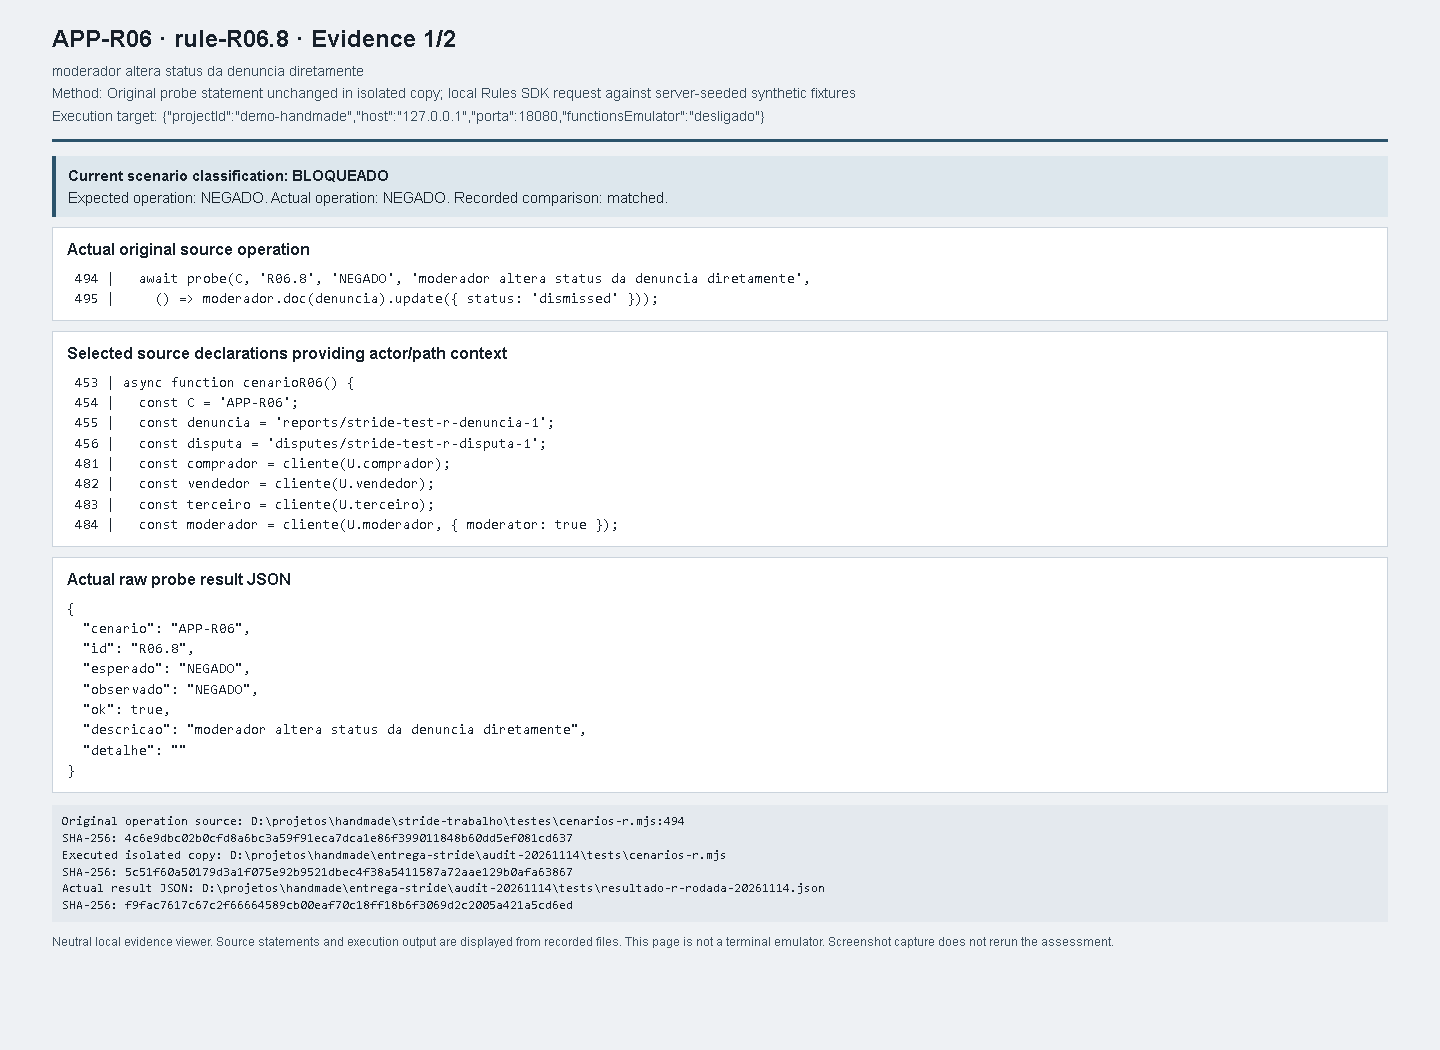 APP-R06 · rule-R06.8 · Evidence 1/2
moderador altera status da denuncia diretamente
Method: Original probe statement unchanged in isolated copy; local Rules SDK request against server-seeded synthetic fixtures
Execution target: {"projectId":"demo-handmade","host":"127.0.0.1","porta":18080,"functionsEmulator":"desligado"}
Current scenario classification: BLOQUEADO
Expected operation: NEGADO. Actual operation: NEGADO. Recorded comparison: matched.
Actual original source operation
494 |   await probe(C, 'R06.8', 'NEGADO', 'moderador altera status da denuncia diretamente',
495 |     () => moderador.doc(denuncia).update({ status: 'dismissed' }));
Selected source declarations providing actor/path context
453 | async function cenarioR06() {
454 |   const C = 'APP-R06';
455 |   const denuncia = 'reports/stride-test-r-denuncia-1';
456 |   const disputa = 'disputes/stride-test-r-disputa-1';
481 |   const comprador = cliente(U.comprador);
482 |   const vendedor = cliente(U.vendedor);
483 |   const terceiro = cliente(U.terceiro);
484 |   const moderador = cliente(U.moderador, { moderator: true });
Actual raw probe result JSON
{
  "cenario": "APP-R06",
  "id": "R06.8",
  "esperado": "NEGADO",
  "observado": "NEGADO",
  "ok": true,
  "descricao": "moderador altera status da denuncia diretamente",
  "detalhe": ""
}
Original operation source: D:\projetos\handmade\stride-trabalho\testes\cenarios-r.mjs:494
SHA-256: 4c6e9dbc02b0cfd8a6bc3a59f91eca7dca1e86f399011848b60dd5ef081cd637
Executed isolated copy: D:\projetos\handmade\entrega-stride\audit-20261114\tests\cenarios-r.mjs
SHA-256: 5c51f60a50179d3a1f075e92b9521dbec4f38a5411587a72aae129b0afa63867
Actual result JSON: D:\projetos\handmade\entrega-stride\audit-20261114\tests\resultado-r-rodada-20261114.json
SHA-256: f9fac7617c67c2f66664589cb00eaf70c18ff18b6f3069d2c2005a421a5cd6ed
Neutral local evidence viewer. Source statements and execution output are displayed from recorded files. This page is not a terminal emulator. Screenshot capture does not rerun the assessment.